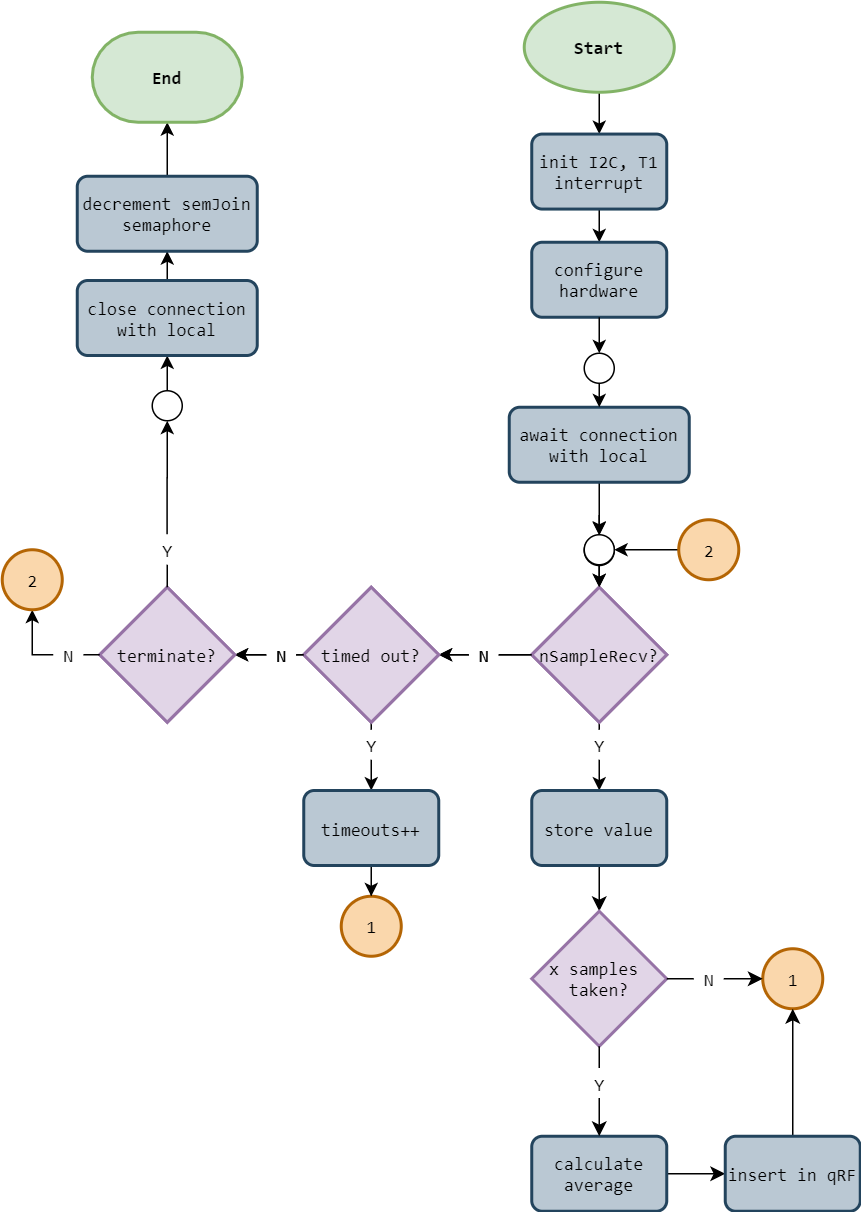 Start
init I2C, T1
interrupt
configure
hardware
await connection
with local
2
nSampleRecv?
N
timed out?
N
terminate?
N
2
Y
close connection
with local
decrement semJoin
semaphore
End
Y
timeouts++
1
Y
store value
x samples
taken?
N
1
Y
calculate
average
insert in qRF